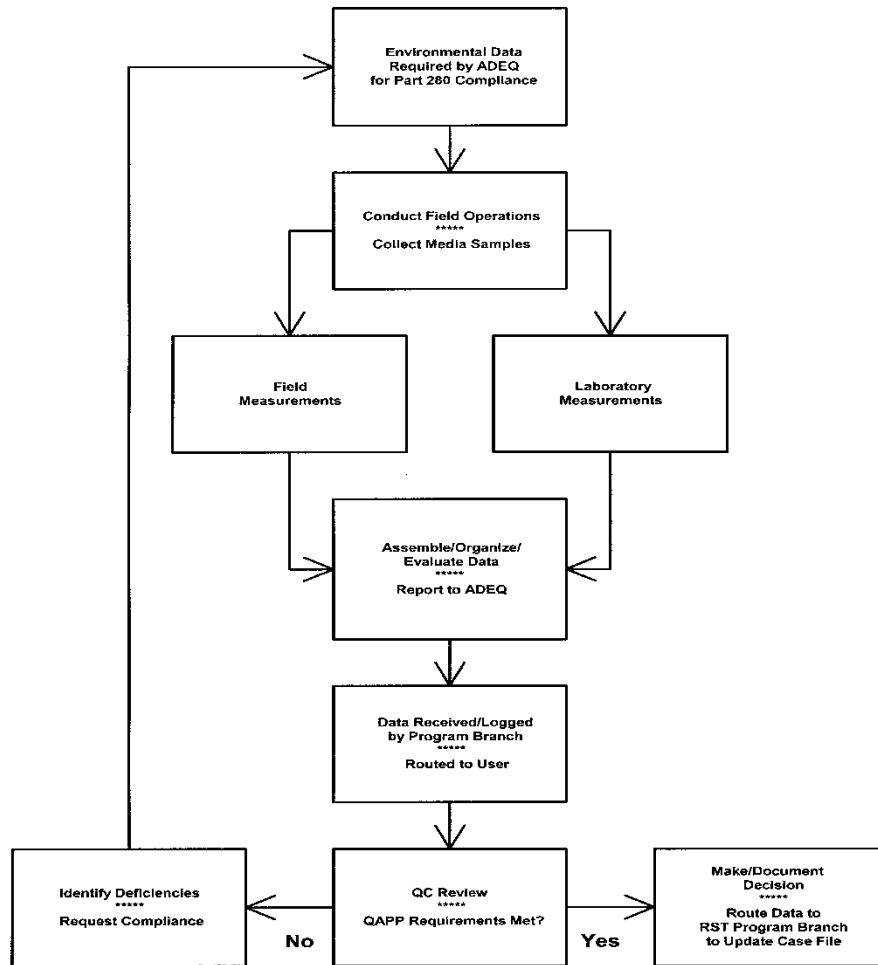 Environmental Data
Required by ADEQ
for Part 280 Compliance
Conduct Field Operations
*****
Collect Media Samples
Field
Measurements
Laboratory
Measurements
Assemble/Organize/
Evaluate Data
*****
Report to ADEQ
Data Received/Logged
by Program Branch
*****
Routed to User
Identify Deficiencies
*****
Request Compliance
No
QC Review
*****
QAPP Requirements Met?
Yes
Make/Document
Decision
*****
Route Data to
RST Program Branch
to Update Case File